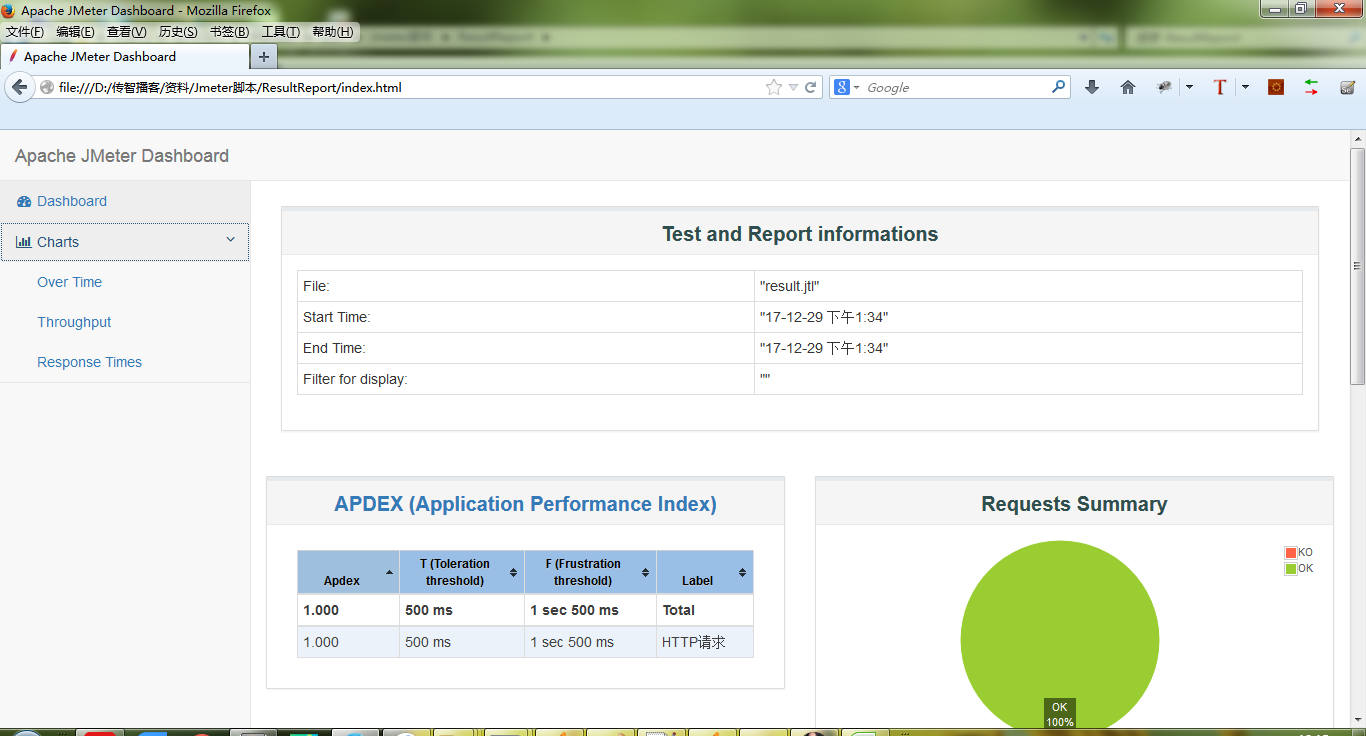 Apache JMeter Dashboard - Mozilla Firefox
文件(F) 编辑(E) 查看(V) 历史(S) 书签(B) 工具(T) 帮助(H)
Apache JMeter Dashboard
file:///D:/传智播客/资料/Jmeter脚本/ResultReport/index.html
Google
Apache JMeter Dashboard
Dashboard
Charts
Over Time
Throughput
Response Times
Test and Report informations
File: "result.jtl"
Start Time: "17-12-29 下午1:34"
End Time: "17-12-29 下午1:34"
Filter for display: ""
APDEX (Application Performance Index)
Apdex T (Toleration threshold) F (Frustration threshold) Label
1.000 500 ms 1 sec 500 ms Total
1.000 500 ms 1 sec 500 ms HTTP请求
Requests Summary
KO
OK
OK
100%